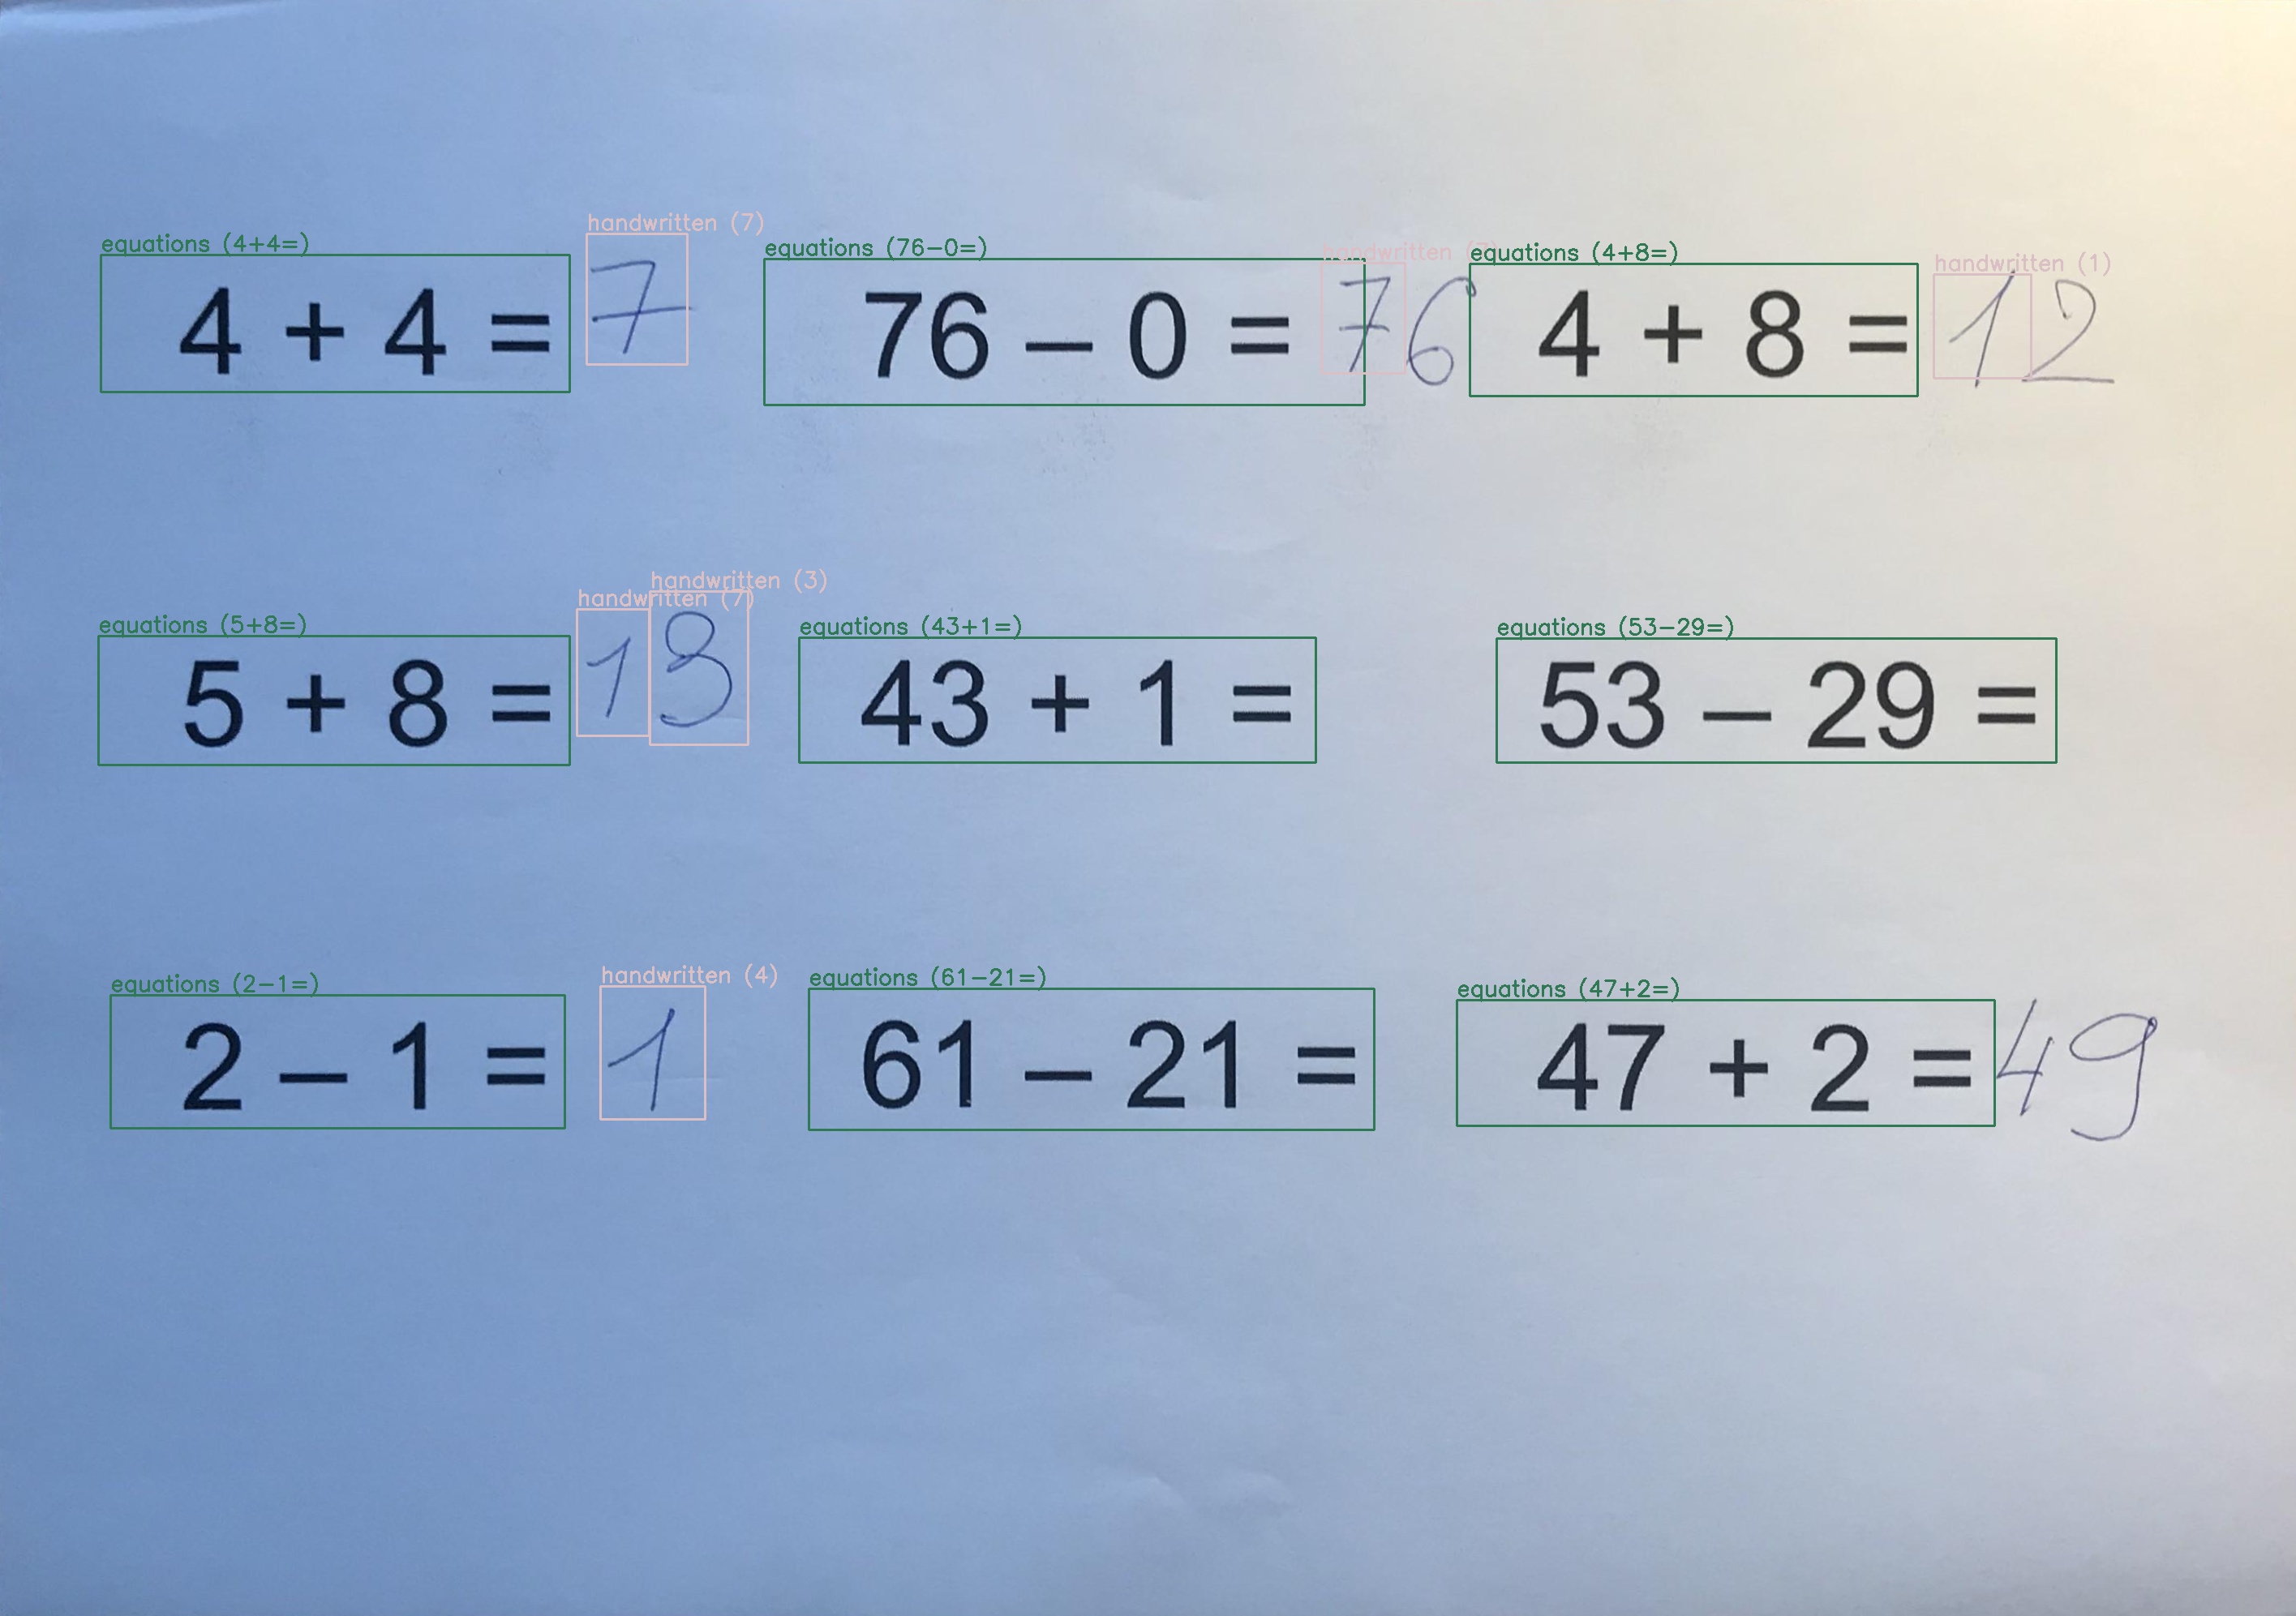 handwritten (7)
equations (4+4=) equations (76-0=) handwritten equations (4+8=) handwritten (1)
4 + 4 = 7 76 – 0 = 76 4 + 8 = 12
handwritten (3)
handwritten (7)
equations (5+8=) equations (43+1=) equations (53-29=)
5 + 8 = 13 43 + 1 = 53 – 29 =
equations (2-1=) handwritten (4) equations (61-21=) equations (47+2=)
2 – 1 = 1 61 – 21 = 47 + 2 = 49